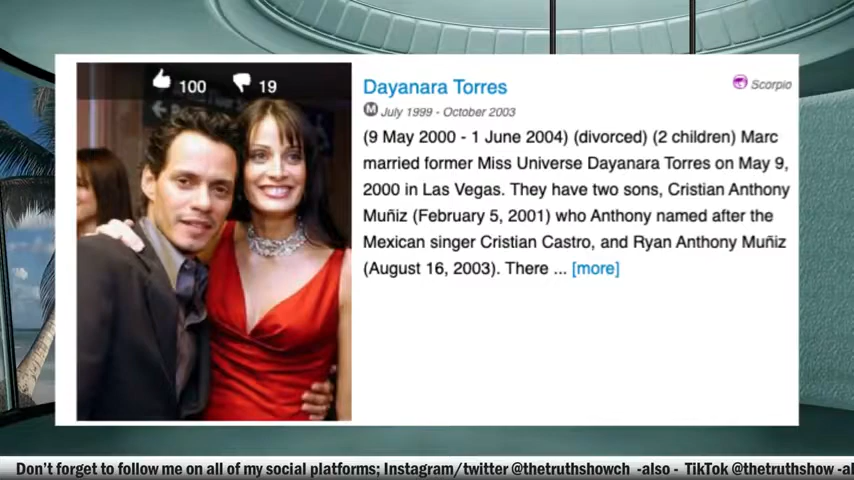 100 19
Dayanara Torres
Scorpio
M July 1999 - October 2003
(9 May 2000 - 1 June 2004) (divorced) (2 children) Marc
married former Miss Universe Dayanara Torres on May 9,
2000 in Las Vegas. They have two sons, Cristian Anthony
Muñiz (February 5, 2001) who Anthony named after the
Mexican singer Cristian Castro, and Ryan Anthony Muñiz
(August 16, 2003). There ... [more]
Don't forget to follow me on all of my social platforms; Instagram/twitter @thetruthshowch -also - TikTok @thetruthshow -al